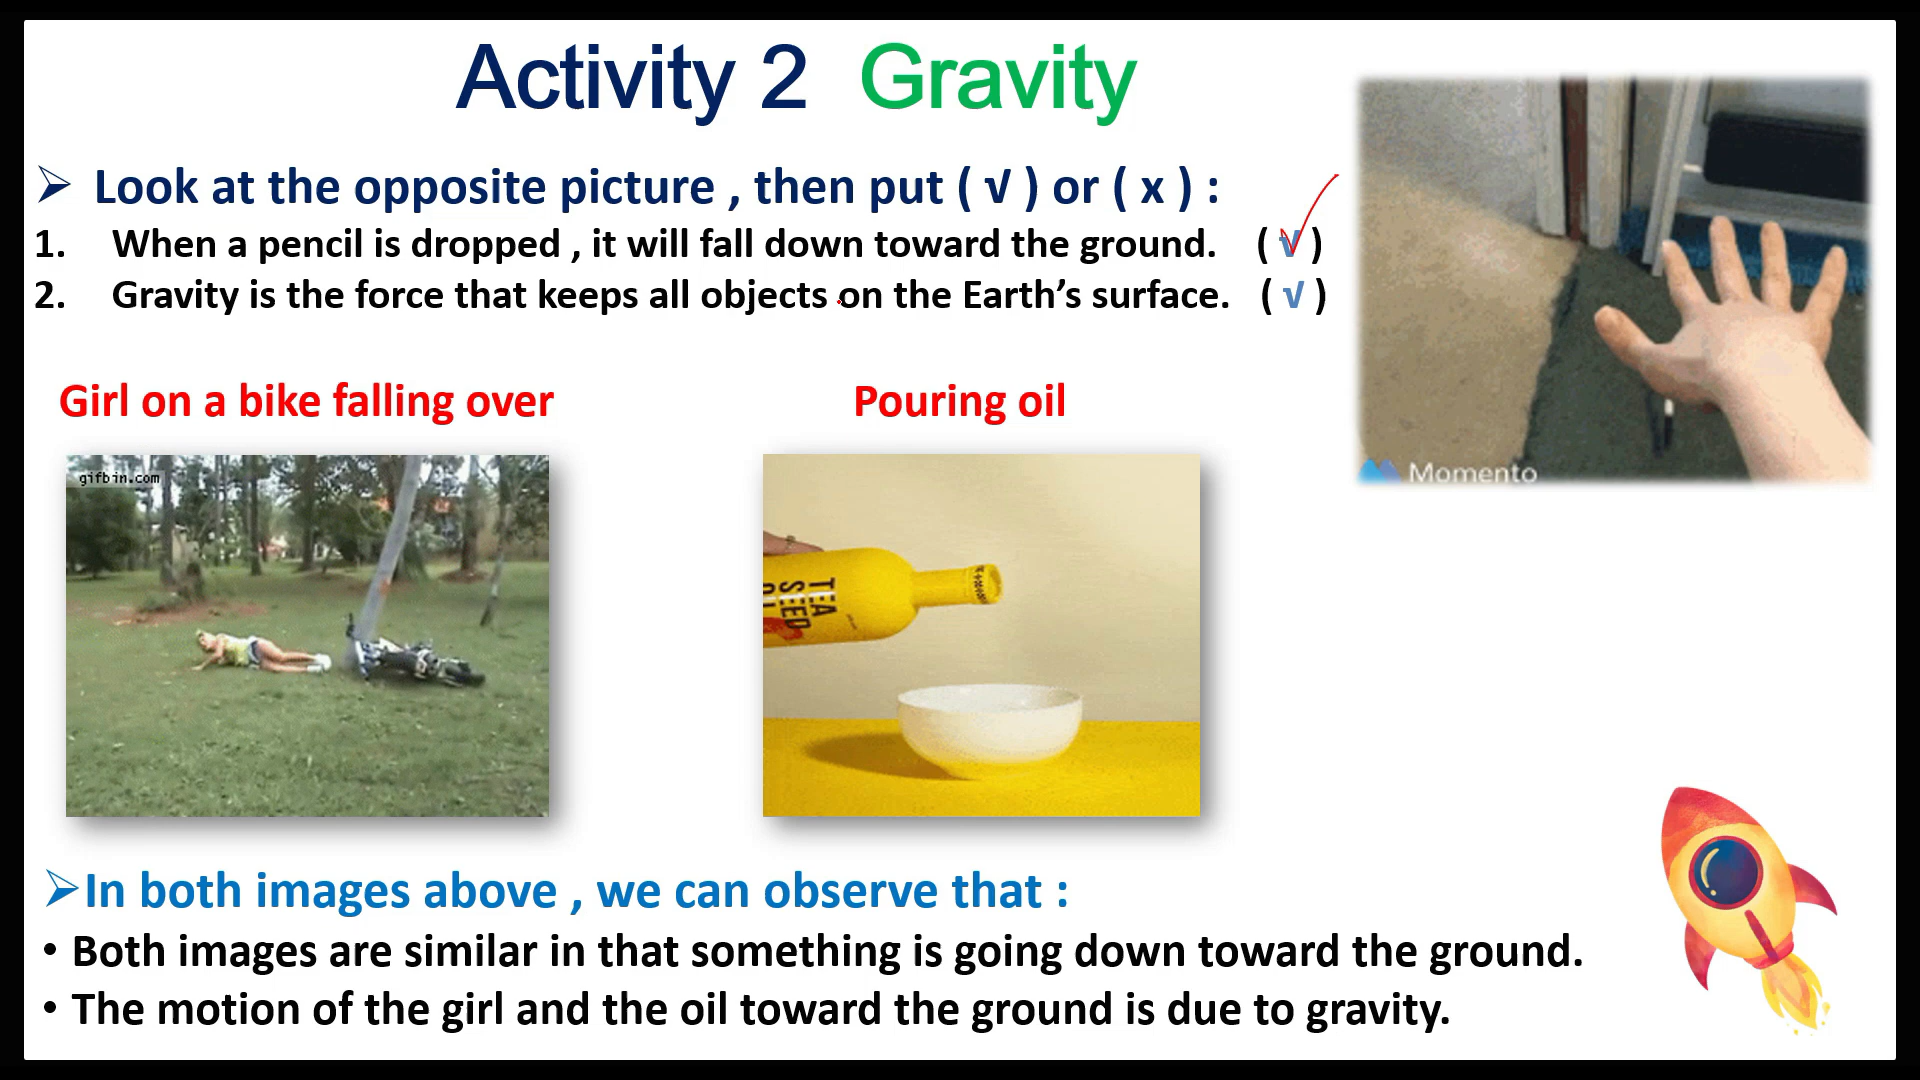 Activity 2 Gravity
➢ Look at the opposite picture , then put ( √ ) or ( x ) :
1. When a pencil is dropped , it will fall down toward the ground. ( √ )
2. Gravity is the force that keeps all objects on the Earth’s surface. ( √ )
Girl on a bike falling over
Pouring oil
gifbin.com
TEA
SEED
Momento
➢In both images above , we can observe that :
• Both images are similar in that something is going down toward the ground.
• The motion of the girl and the oil toward the ground is due to gravity.